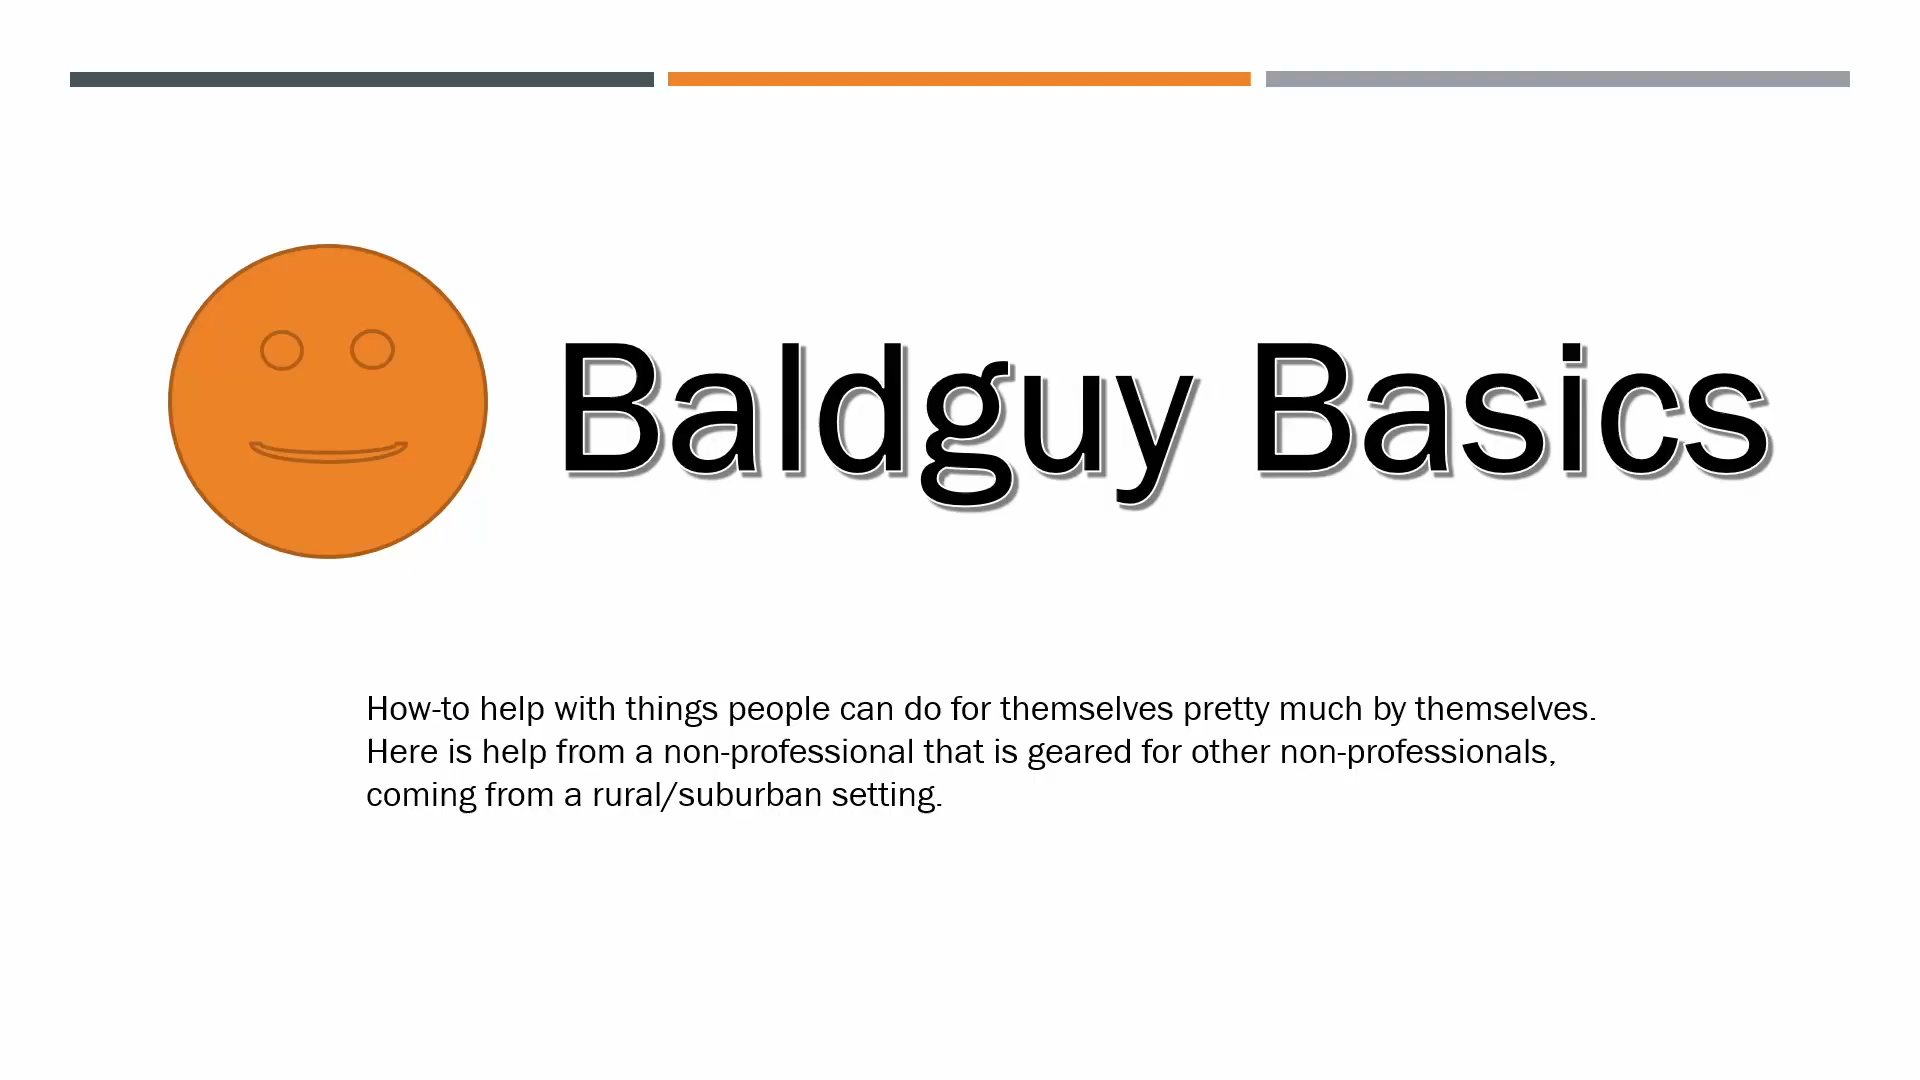 Baldguy Basics
How-to help with things people can do for themselves pretty much by themselves.
Here is help from a non-professional that is geared for other non-professionals,
coming from a rural/suburban setting.